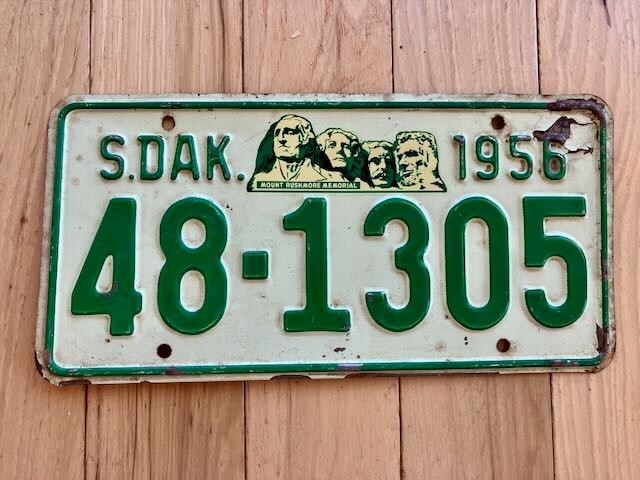 S.DAK. 1956
MOUNT RUSHMORE MEMORIAL
48-1305